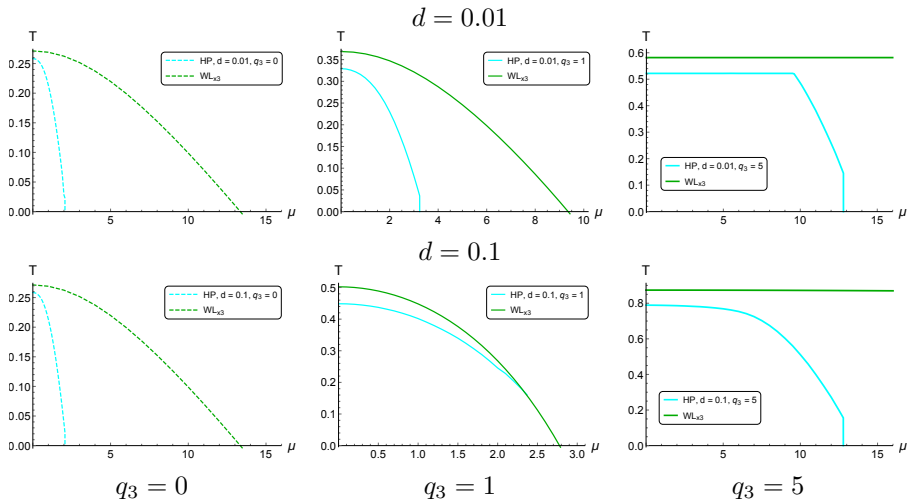 d = 0.01
T
0.25
0.20
0.15
0.10
0.05
0.00
5
10
15
μ
HP, d = 0.01, q3 = 0
WLx3
T
0.35
0.30
0.25
0.20
0.15
0.10
0.05
0.00
2
4
6
8
10
μ
HP, d = 0.01, q3 = 1
WLx3
T
0.6
0.5
0.4
0.3
0.2
0.1
0.0
5
10
15
μ
HP, d = 0.01, q3 = 5
WLx3
d = 0.1
T
0.25
0.20
0.15
0.10
0.05
0.00
5
10
15
μ
HP, d = 0.1, q3 = 0
WLx3
T
0.5
0.4
0.3
0.2
0.1
0.0
0.5
1.0
1.5
2.0
2.5
3.0
μ
HP, d = 0.1, q3 = 1
WLx3
T
0.8
0.6
0.4
0.2
0.0
5
10
15
μ
HP, d = 0.1, q3 = 5
WLx3
q3 = 0 q3 = 1 q3 = 5